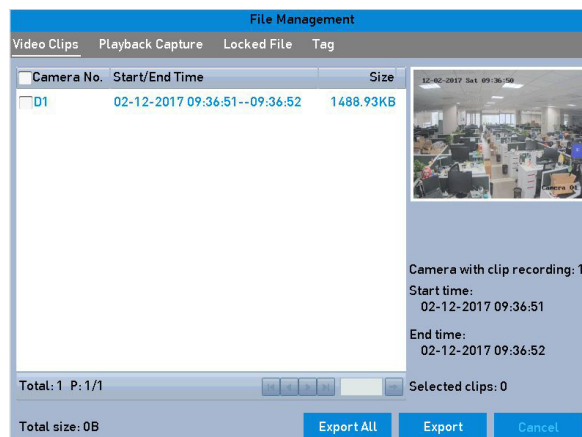 File Management
Video Clips Playback Capture Locked File Tag
Camera No. Start/End Time Size
D1 02-12-2017 09:36:51--09:36:52 1488.93KB
12-02-2017 Sat 09:36:50
Camera 01
Camera with clip recording: 1
Start time:
02-12-2017 09:36:51
End time:
02-12-2017 09:36:52
Total: 1 P: 1/1
Selected clips: 0
Total size: 0B
Export All Export Cancel